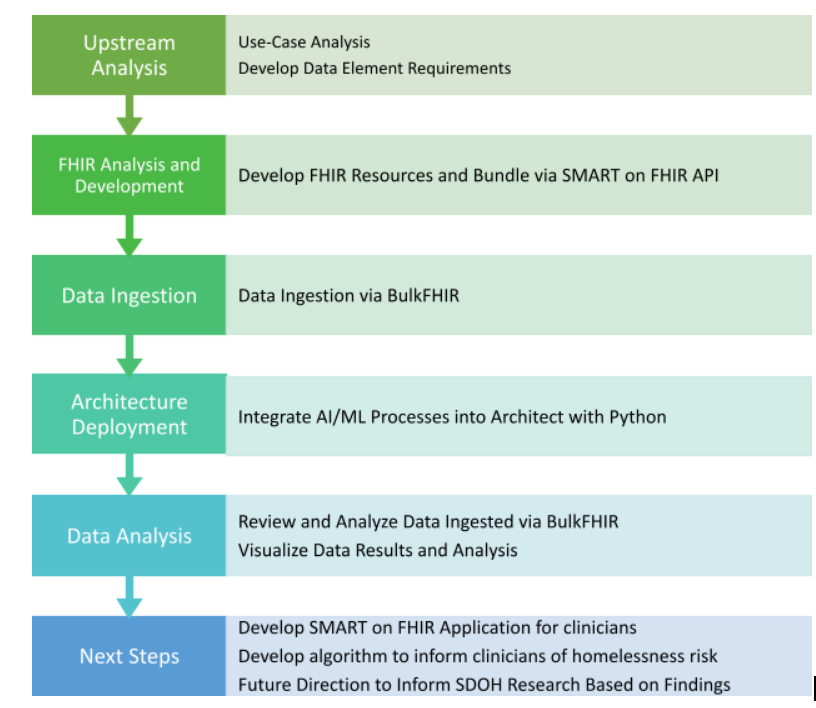 Upstream
Analysis
Use-Case Analysis
Develop Data Element Requirements
FHIR Analysis and
Development
Develop FHIR Resources and Bundle via SMART on FHIR API
Data Ingestion
Data Ingestion via BulkFHIR
Architecture
Deployment
Integrate AI/ML Processes into Architect with Python
Data Analysis
Review and Analyze Data Ingested via BulkFHIR
Visualize Data Results and Analysis
Next Steps
Develop SMART on FHIR Application for clinicians
Develop algorithm to inform clinicians of homelessness risk
Future Direction to Inform SDOH Research Based on Findings